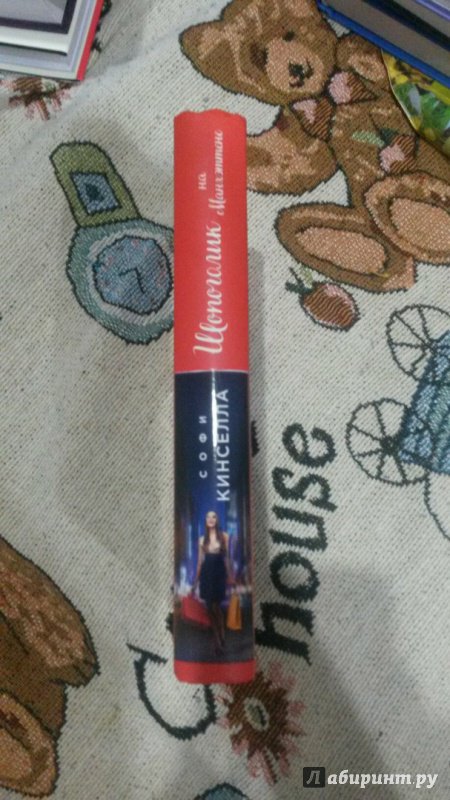 Шопоголик
на
Манхэттене
СОФИ
КИНСЕЛЛА
house
Лабиринт.ру